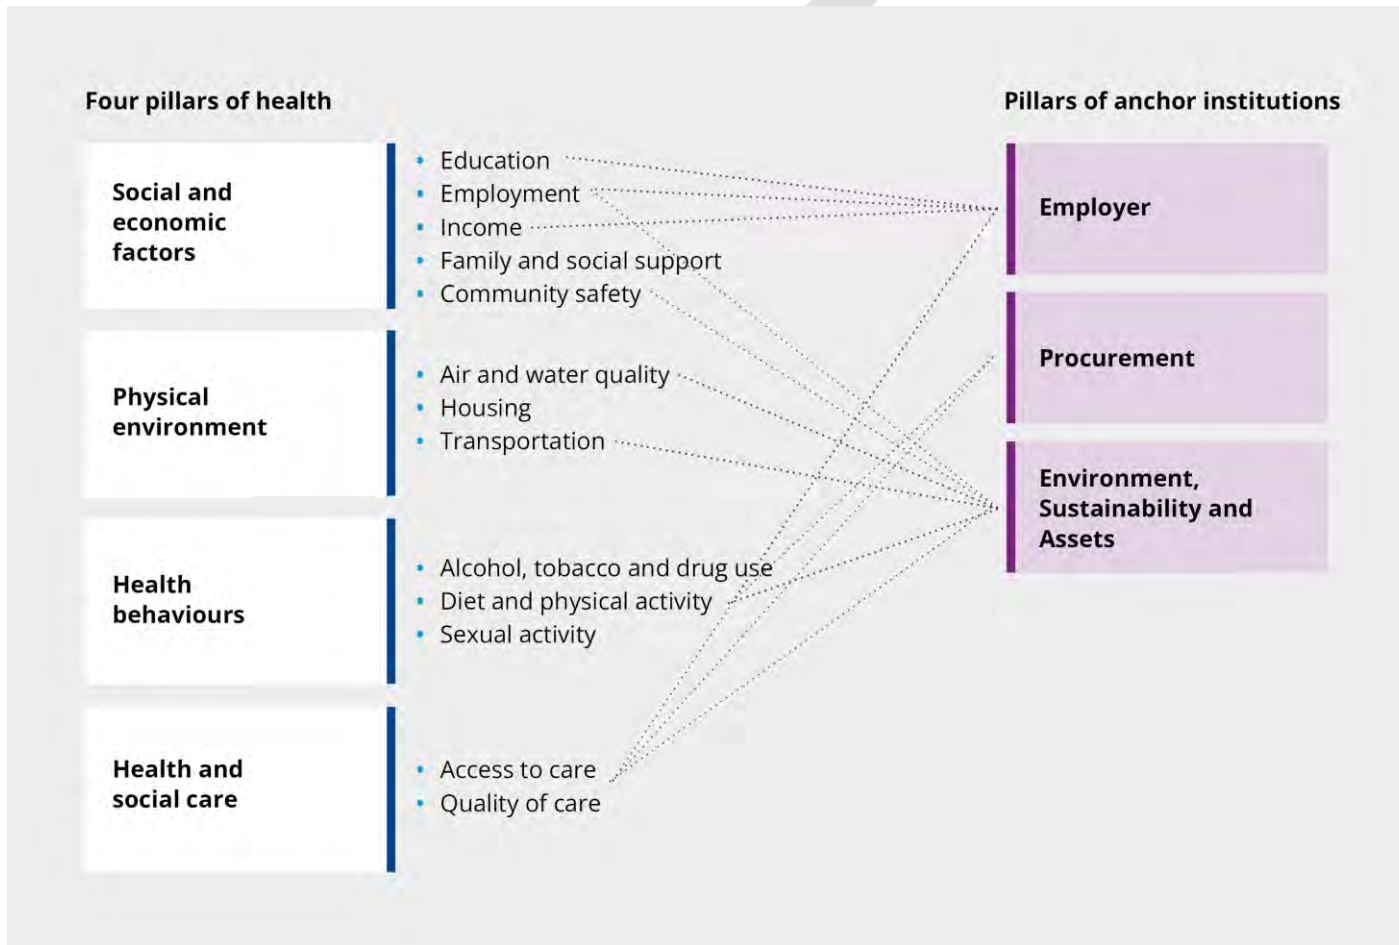 Four pillars of health
Pillars of anchor institutions
Social and
economic
factors
• Education
• Employment
• Income
• Family and social support
• Community safety
Employer
Physical
environment
• Air and water quality
• Housing
• Transportation
Procurement
Environment,
Sustainability and
Assets
Health
behaviours
• Alcohol, tobacco and drug use
• Diet and physical activity
• Sexual activity
Health and
social care
• Access to care
• Quality of care